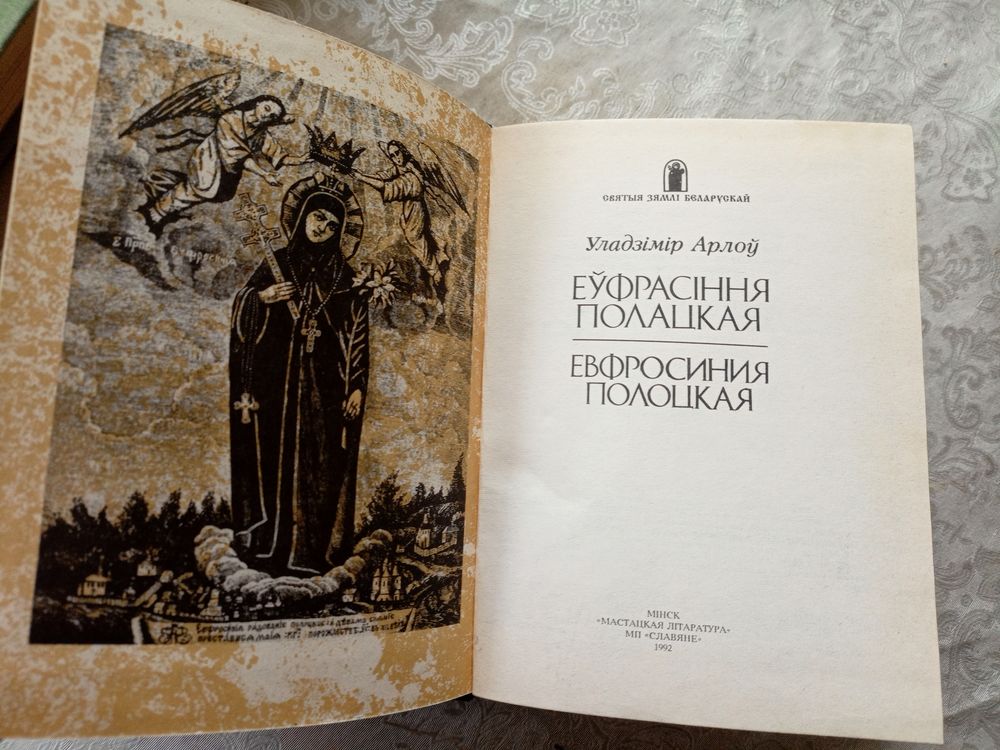 СВЯТЫЯ ЗЯМЛІ БЕЛАРУСКАЙ
Уладзімір Арлоў
ЕЎФРАСІННЯ
ПОЛАЦКАЯ
ЕВФРОСИНИЯ
ПОЛОЦКАЯ
МІНСК
"МАСТАЦКАЯ ЛІТАРАТУРА"
МП «СЛАВЯНЕ»
1992